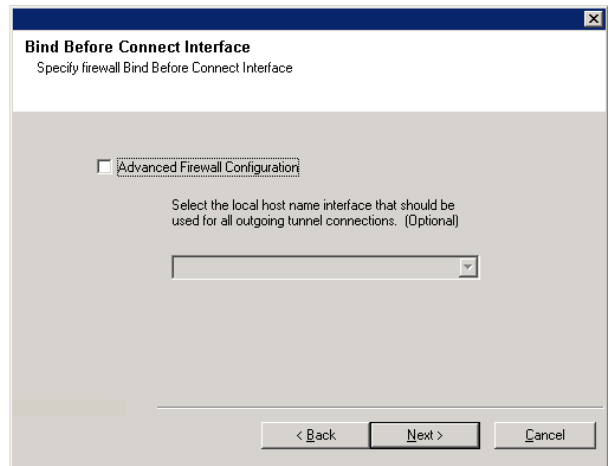 Bind Before Connect Interface
Specify firewall Bind Before Connect Interface
Advanced Firewall Configuration
Select the local host name interface that should be
used for all outgoing tunnel connections. (Optional)
< Back
Next >
Cancel